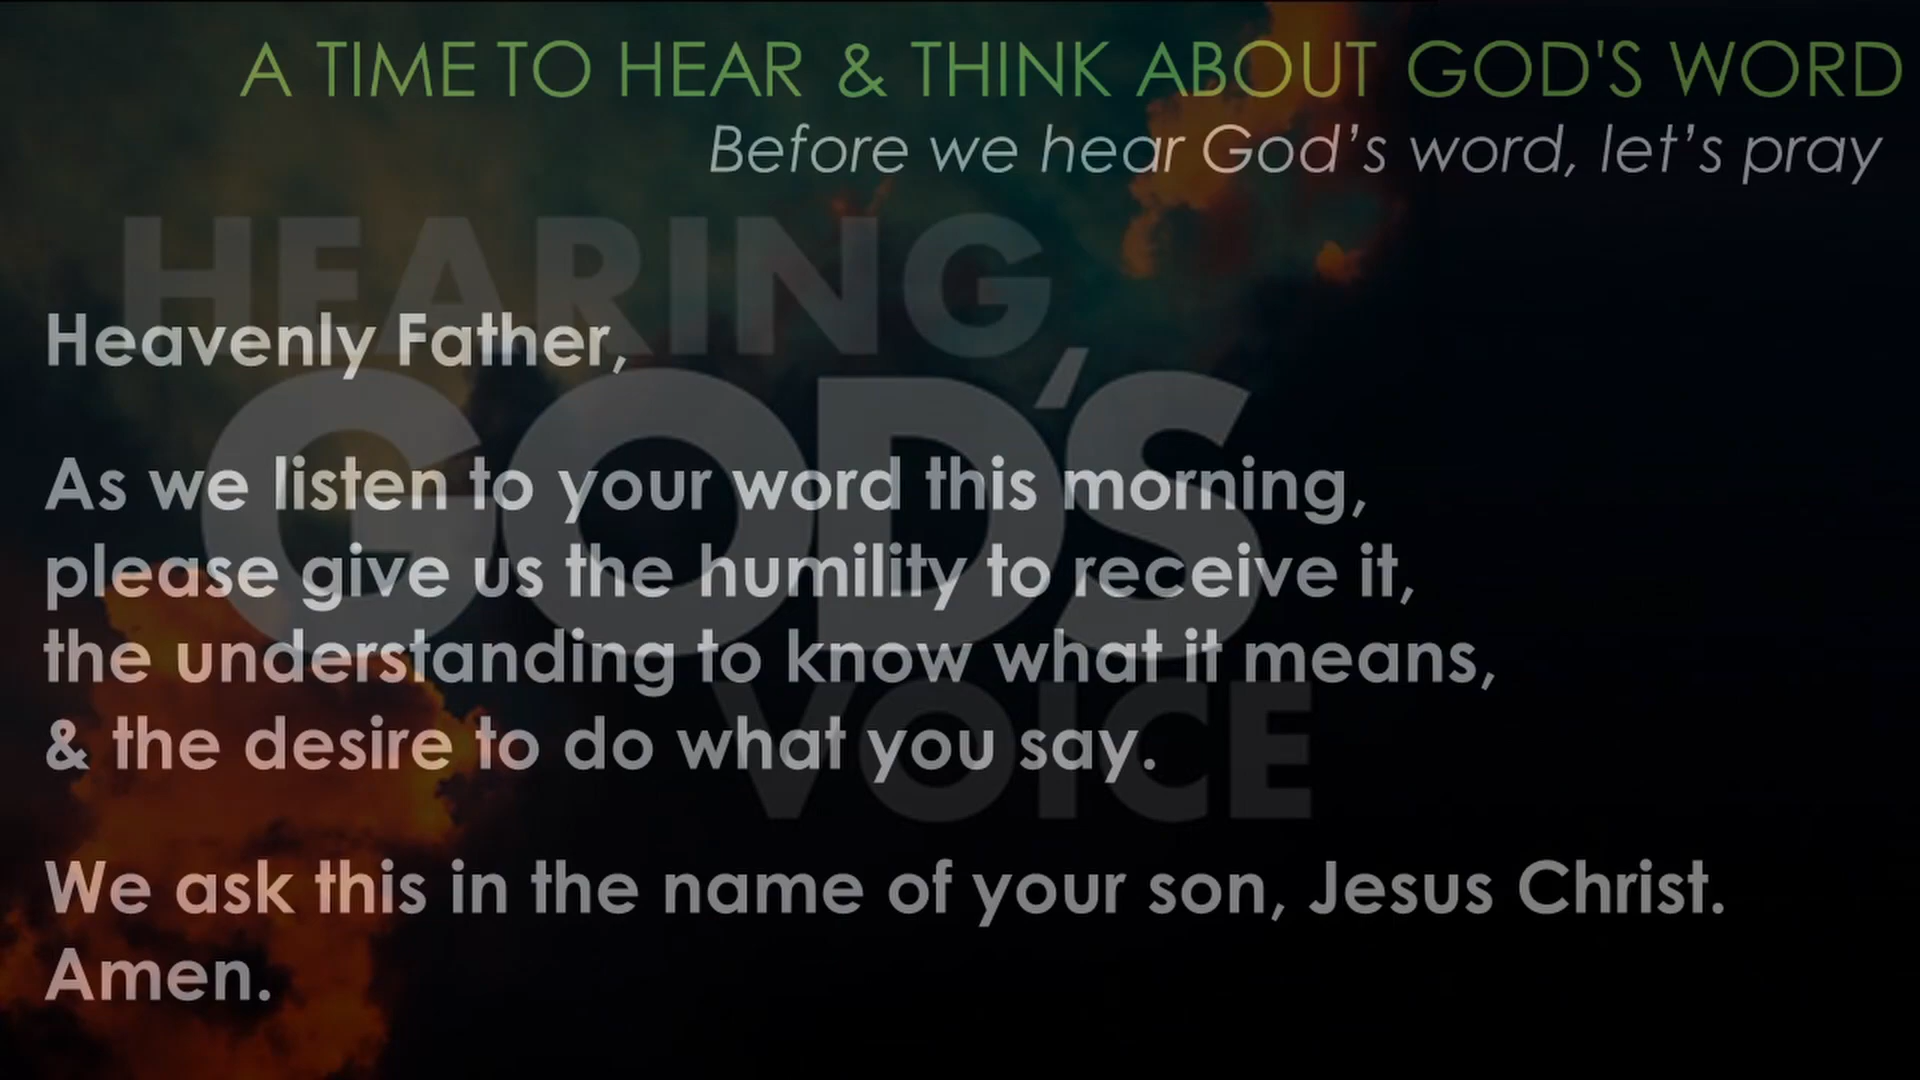 A TIME TO HEAR & THINK ABOUT GOD'S WORD
Before we hear God’s word, let’s pray
HEARING
GOD'S
VOICE
Heavenly Father,
As we listen to your word this morning,
please give us the humility to receive it,
the understanding to know what it means,
& the desire to do what you say.
We ask this in the name of your son, Jesus Christ.
Amen.